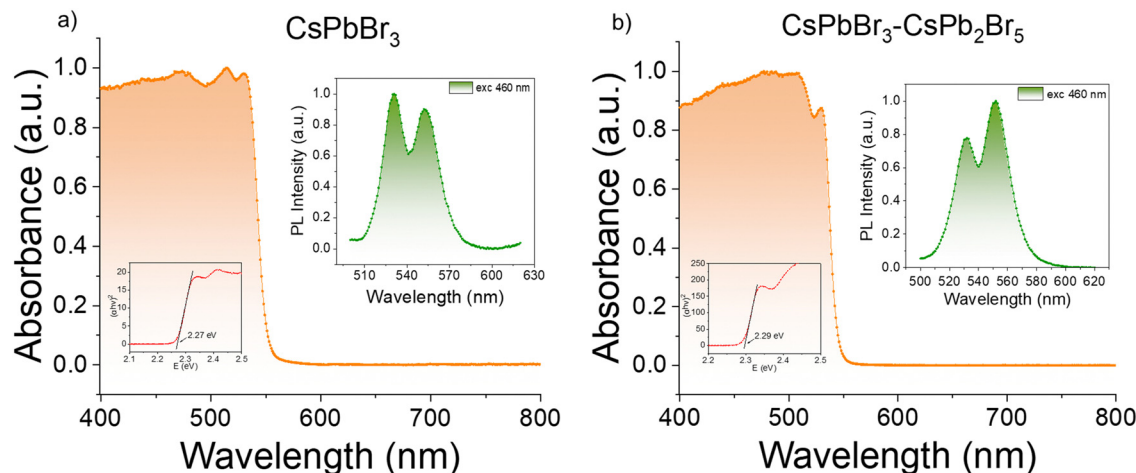 a)
CsPbBr₃
Absorbance (a.u.)
1.0
0.8
0.6
0.4
0.2
0.0
400 500 600 700 800
Wavelength (nm)
exc 460 nm
PL Intensity (a.u.)
1.0
0.8
0.6
0.4
0.2
0.0
510 540 570 600 630
Wavelength (nm)
(αhν)²
20
15
10
5
0
2.27 eV
2.1 2.2 2.3 2.4 2.5
E (eV)
b)
CsPbBr₃-CsPb₂Br₅
Absorbance (a.u.)
1.0
0.8
0.6
0.4
0.2
0.0
400 500 600 700 800
Wavelength (nm)
exc 460 nm
PL Intensity (a.u.)
1.0
0.8
0.6
0.4
0.2
0.0
500 520 540 560 580 600 620
Wavelength (nm)
(αhν)²
250
200
150
100
50
0
2.29 eV
2.2 2.3 2.4 2.5
E (eV)